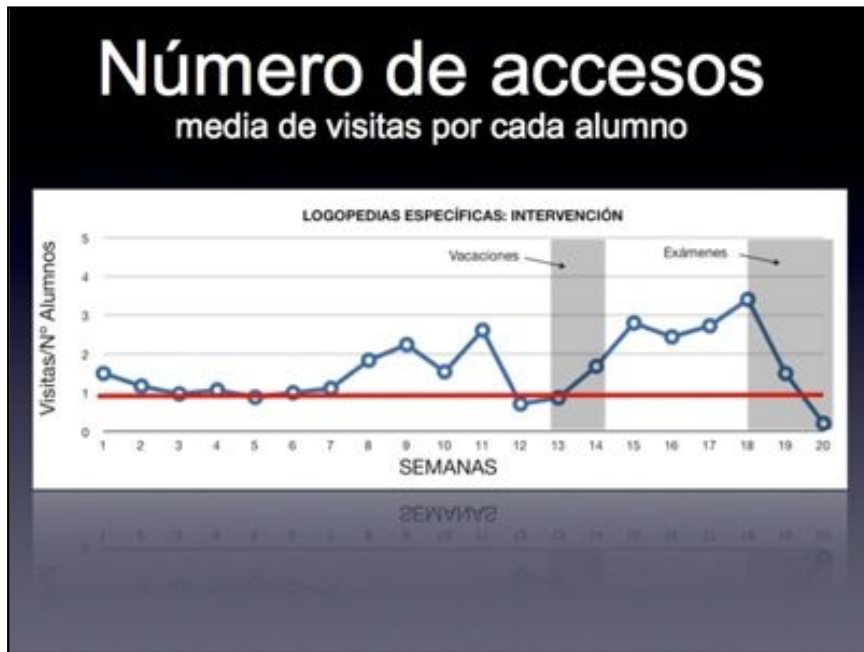 Número de accesos
media de visitas por cada alumno
LOGOPEDIAS ESPECÍFICAS: INTERVENCIÓN
Visitas/Nº Alumnos
5
4
3
2
1
0
Vacaciones
Exámenes
1 2 3 4 5 6 7 8 9 10 11 12 13 14 15 16 17 18 19 20
SEMANAS